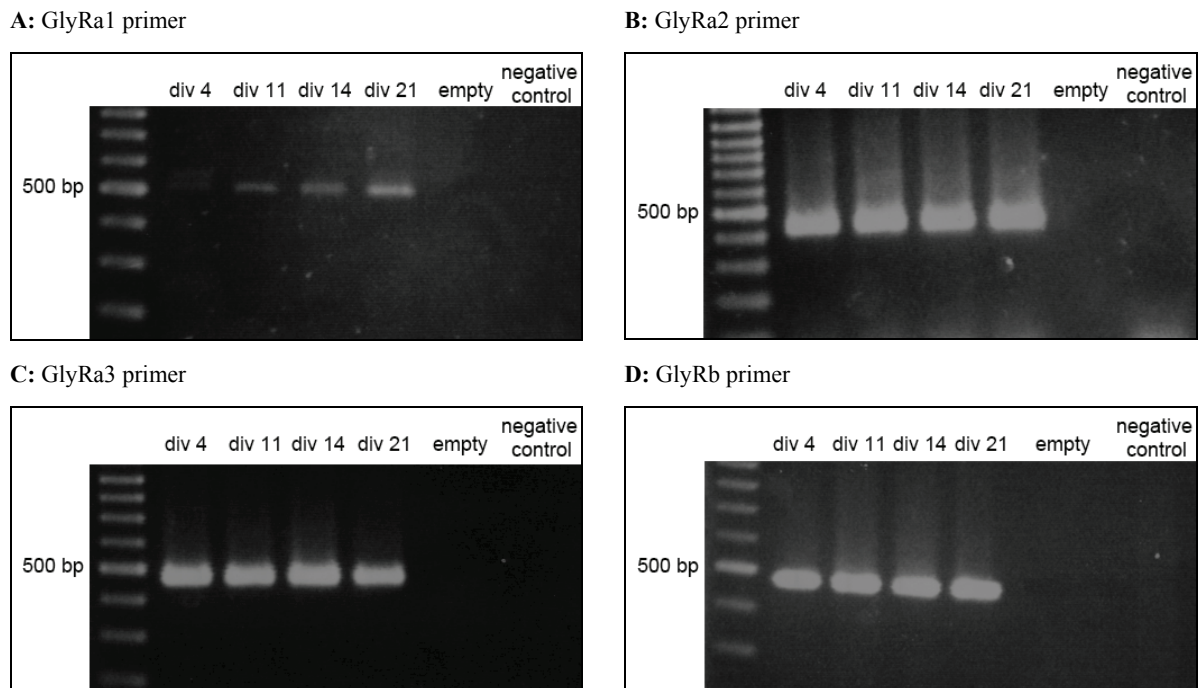 A: GlyRa1 primer
negative
div 4 div 11 div 14 div 21 empty control
500 bp
B: GlyRa2 primer
negative
div 4 div 11 div 14 div 21 empty control
500 bp
C: GlyRa3 primer
negative
div 4 div 11 div 14 div 21 empty control
500 bp
D: GlyRb primer
negative
div 4 div 11 div 14 div 21 empty control
500 bp